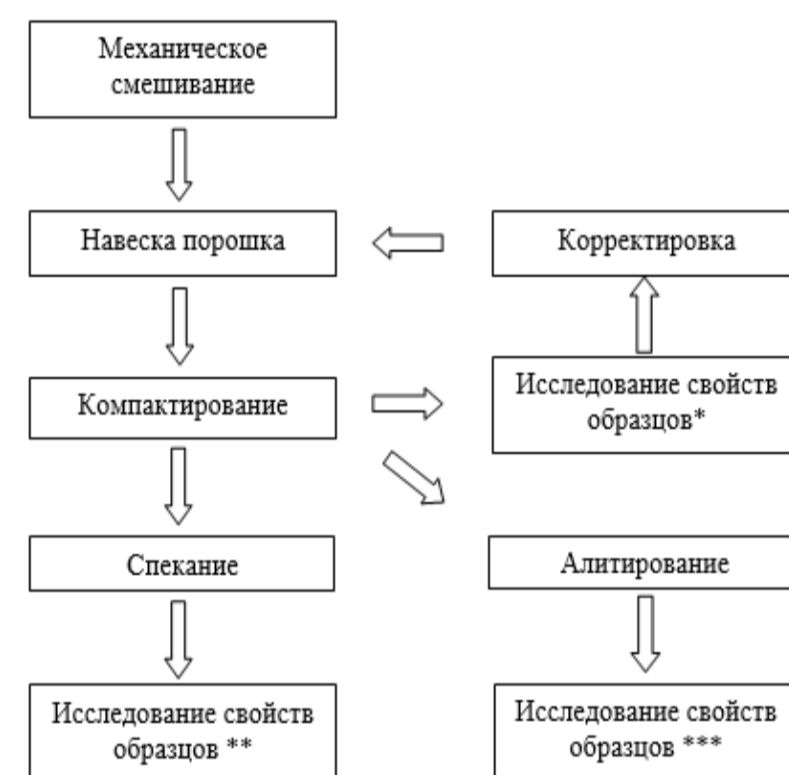 Механическое
смешивание
Навеска порошка
Корректировка
Компактирование
Исследование свойств
образцов*
Спекание
Алитирование
Исследование свойств
образцов **
Исследование свойств
образцов ***